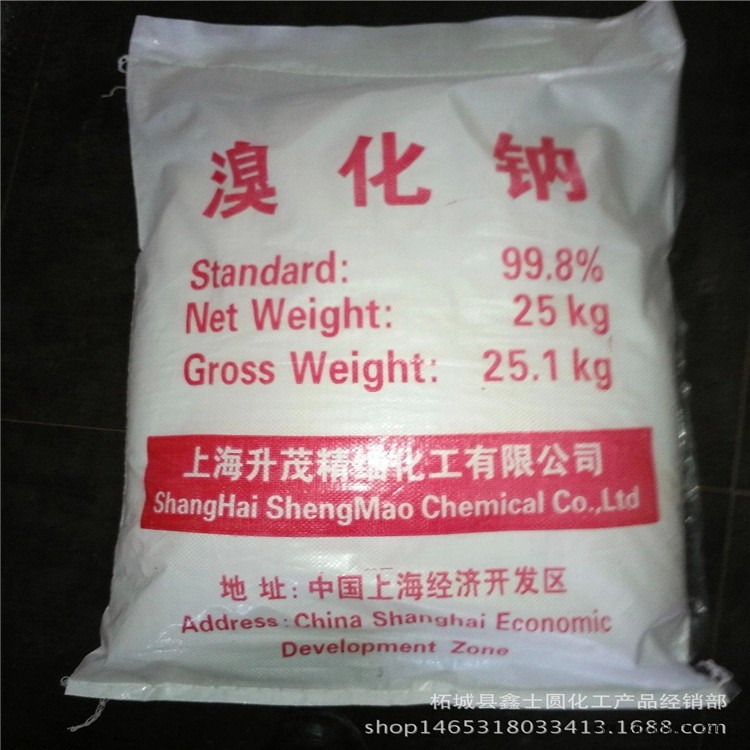 溴化钠
Standard: 99.8%
Net Weight: 25 kg
Gross Weight: 25.1 kg
上海升茂精细化工有限公司
ShangHai ShengMao Chemical Co.,Ltd
地址:中国上海经济开发区
Address:China Shanghai Economic
Development Zone
柘城县鑫士圆化工产品经销部
shop1465318033413.1688.com